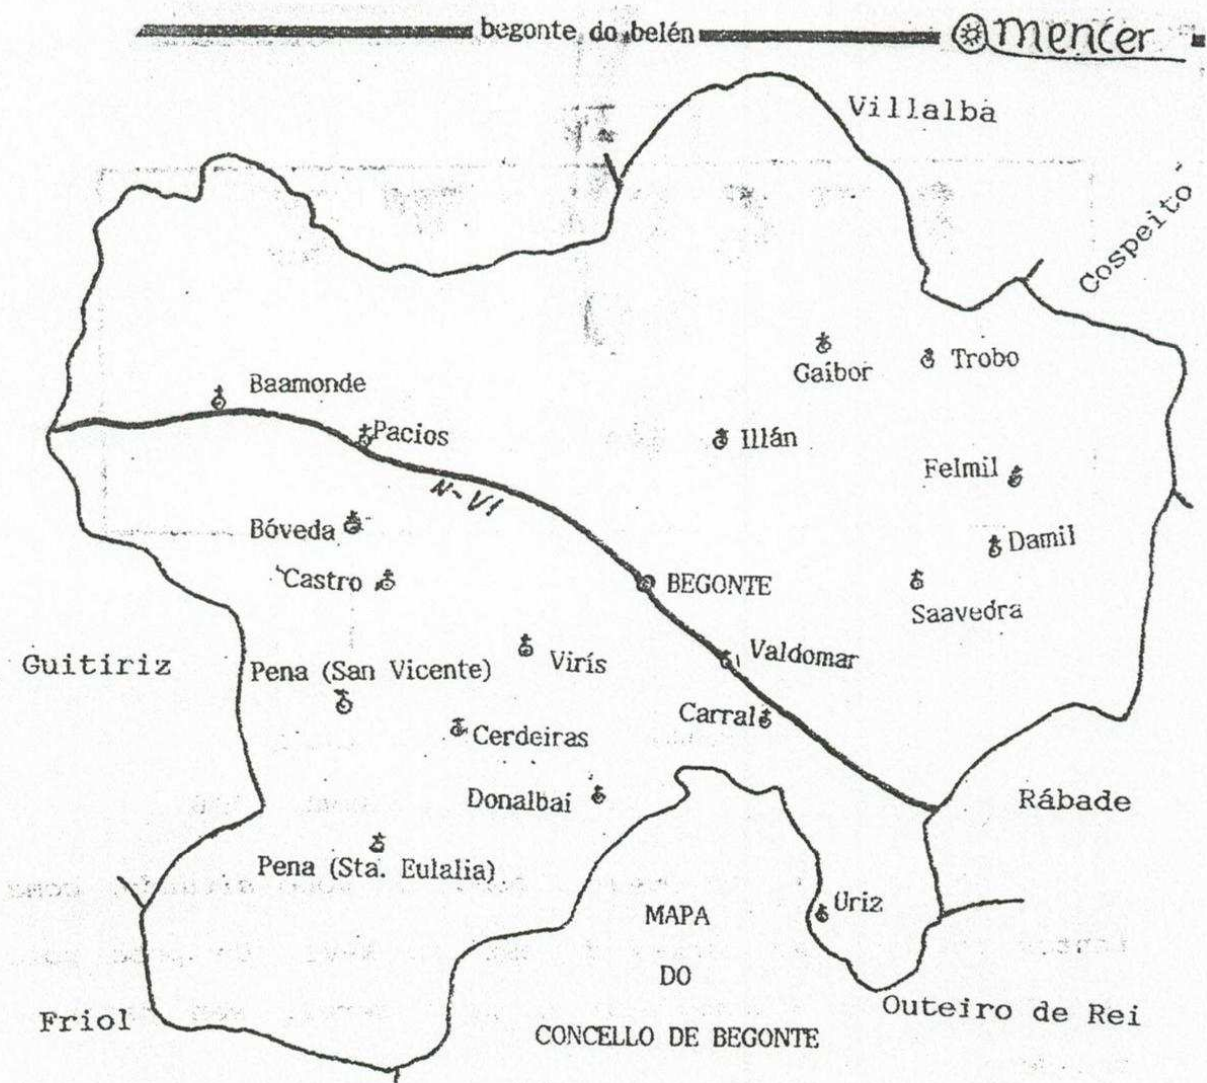 begonte do belén mencer
Villalba
Cospeito
Gaibor
Trobo
Baamonde
Pacios
Illán
N-VI
Felmil
Bóveda
Damil
Castro
BEGONTE
Saavedra
Guitiriz
Pena (San Vicente)
Virís
Valdomar
Carral
Cerdeiras
Donalbai
Rábade
Pena (Sta. Eulalia)
Uriz
MAPA
DO
CONCELLO DE BEGONTE
Friol
Outeiro de Rei